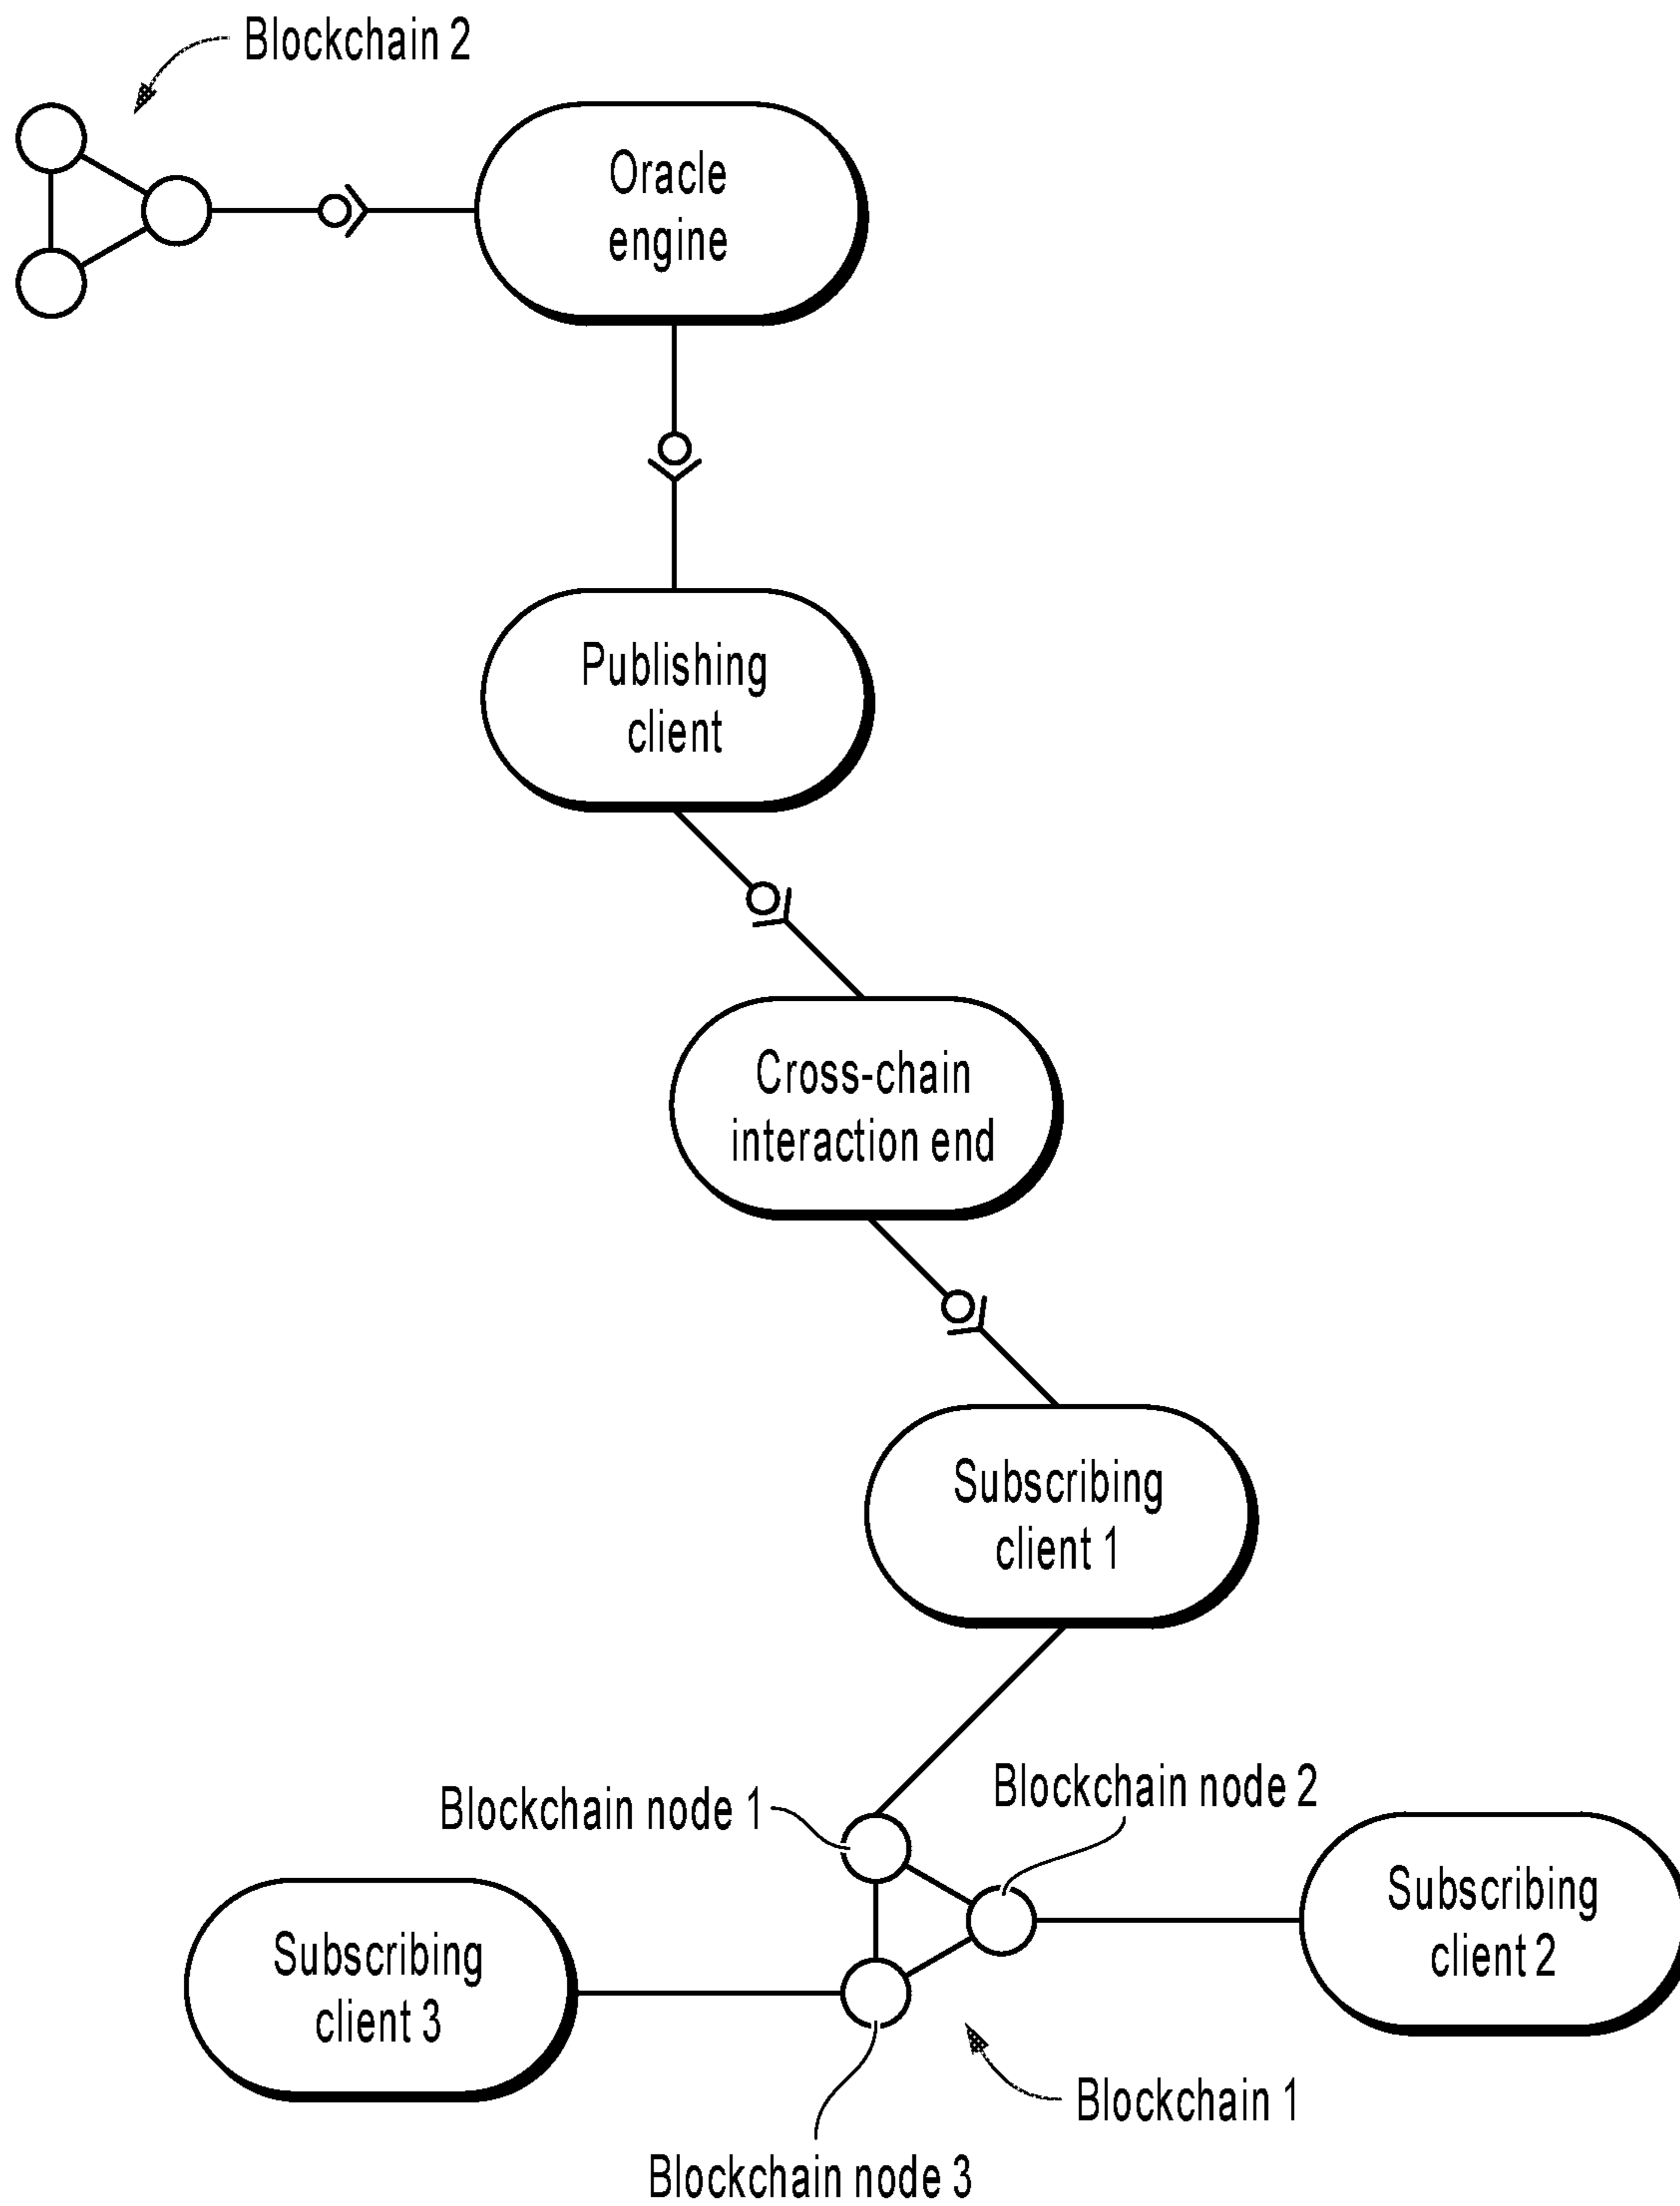 Blockchain 2
Oracle
engine
Publishing
client
Cross-chain
interaction end
Subscribing
client 1
Blockchain node 1
Blockchain node 2
Subscribing
client 2
Subscribing
client 3
Blockchain 1
Blockchain node 3